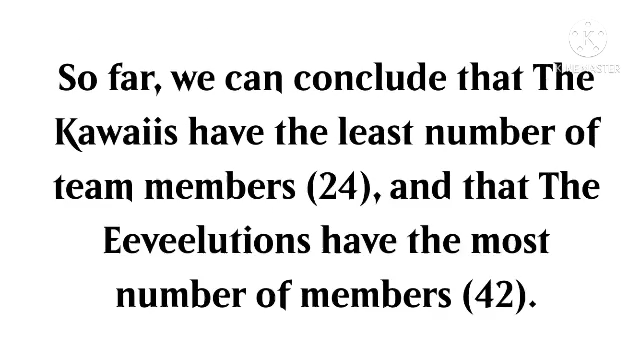 So far, we can conclude that The
Kawaiis have the least number of
team members (24), and that The
Eeveelutions have the most
number of members (42).
K
KINEMASTER